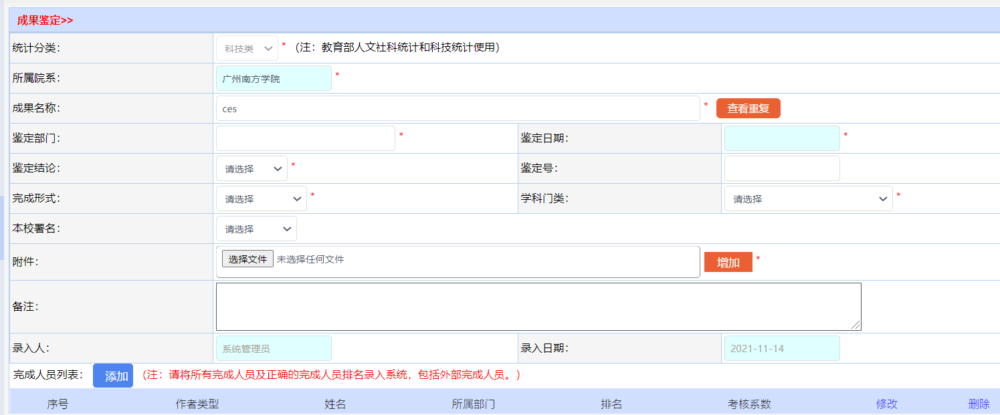 成果鉴定>>
统计分类： 科技类 * （注：教育部人文社科统计和科技统计使用）
所属院系： 广州南方学院 *
成果名称： ces * 查看重复
鉴定部门： * 鉴定日期： *
鉴定结论： 请选择 * 鉴定号：
完成形式： 请选择 * 学科门类： 请选择 *
本校署名： 请选择
附件： 选择文件 未选择任何文件 增加 *
备注：
录入人： 系统管理员 录入日期： 2021-11-14
完成人员列表： 添加 （注：请将所有完成人员及正确的完成人员排名录入系统，包括外部完成人员。）
序号 作者类型 姓名 所属部门 排名 考核系数 修改 删除